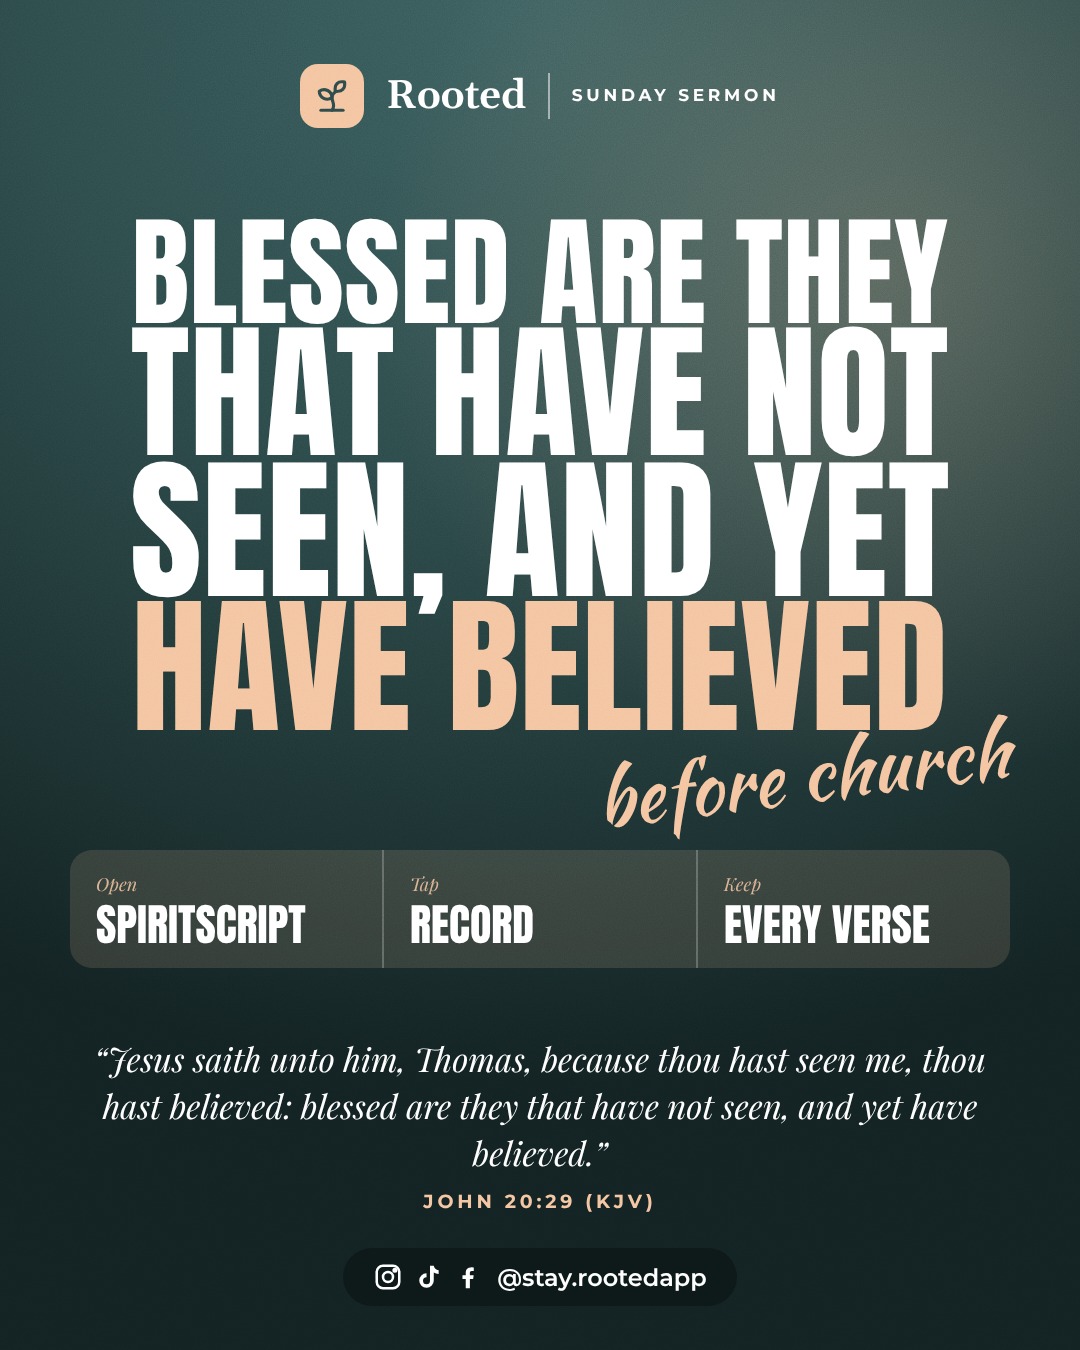 Rooted
SUNDAY SERMON
BLESSED ARE THEY
THAT HAVE NOT
SEEN, AND YET
HAVE BELIEVED
before church
Open
SPIRITSCRIPT
Tap
RECORD
Keep
EVERY VERSE
“Jesus saith unto him, Thomas, because thou hast seen me, thou
hast believed: blessed are they that have not seen, and yet have
believed.”
JOHN 20:29 (KJV)
@stay.rootedapp